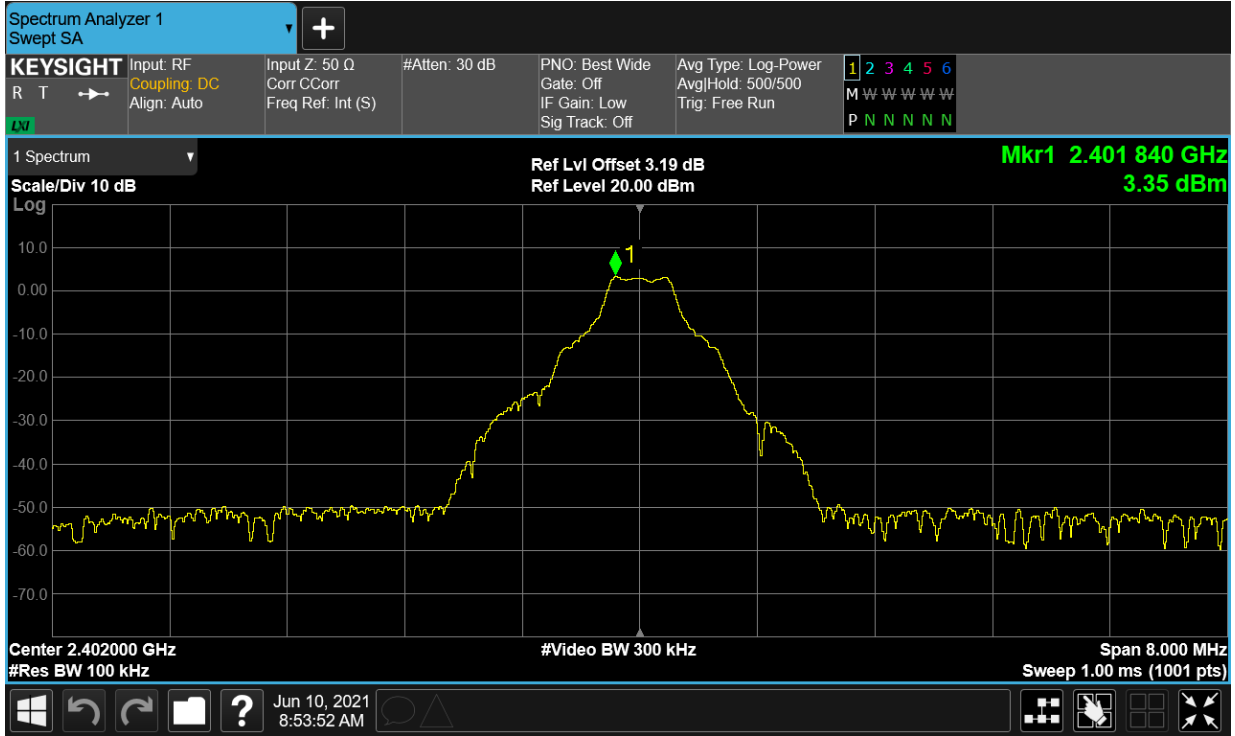 Spectrum Analyzer 1
Swept SA
KEYSIGHT
R T
LXI
Input: RF
Coupling: DC
Align: Auto
Input Z: 50 Ω
Corr CCorr
Freq Ref: Int (S)
#Atten: 30 dB
PNO: Best Wide
Gate: Off
IF Gain: Low
Sig Track: Off
Avg Type: Log-Power
Avg|Hold: 500/500
Trig: Free Run
1 2 3 4 5 6
M W W W W W
P N N N N N
1 Spectrum
Scale/Div 10 dB
Ref Lvl Offset 3.19 dB
Ref Level 20.00 dBm
Mkr1 2.401 840 GHz
3.35 dBm
Log
10.0
0.00
-10.0
-20.0
-30.0
-40.0
-50.0
-60.0
-70.0
1
Center 2.402000 GHz
#Res BW 100 kHz
#Video BW 300 kHz
Span 8.000 MHz
Sweep 1.00 ms (1001 pts)
?
Jun 10, 2021
8:53:52 AM